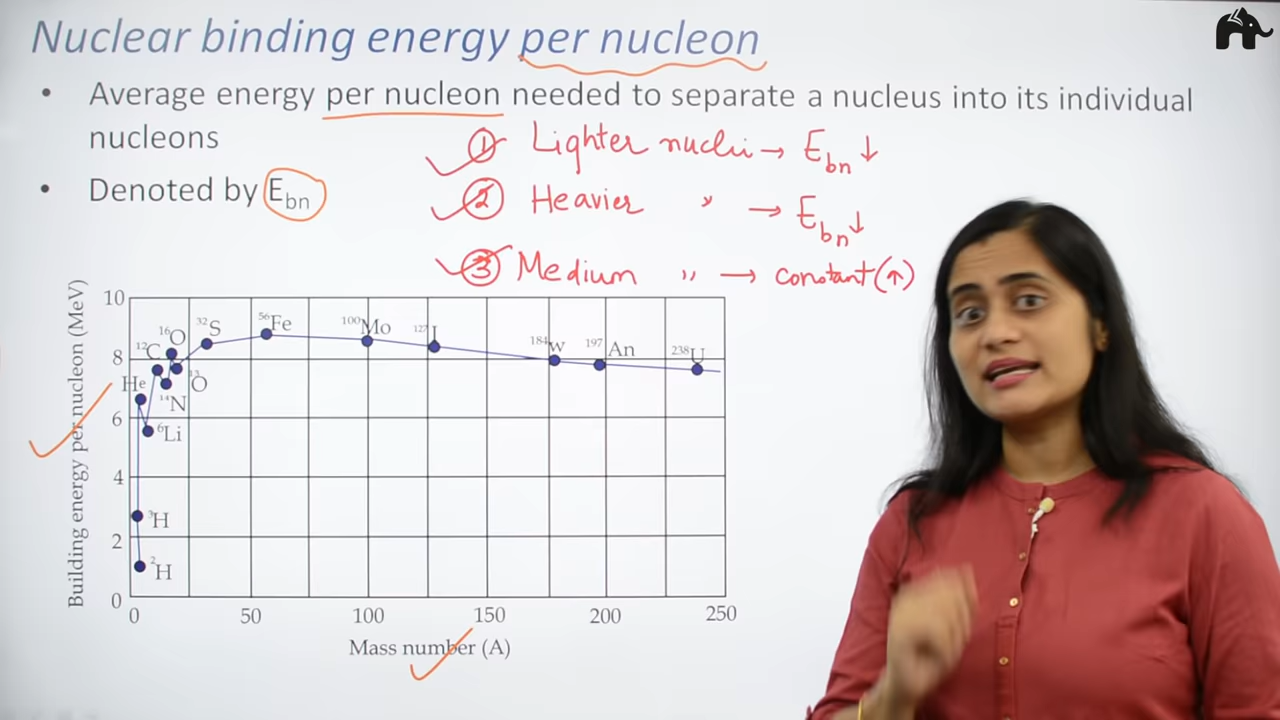 Nuclear binding energy per nucleon
• Average energy per nucleon needed to separate a nucleus into its individual
nucleons
• Denoted by Ebn
① Lighter nuclei → Ebn ↓
② Heavier " → Ebn ↓
③ Medium " → constant (↑)
Building energy per nucleon (MeV)
10
8
6
4
2
0
¹²C
¹⁶O
³²S
⁵⁶Fe
¹⁰⁰Mo
¹²⁷I
¹⁸⁴W
¹⁹⁷An
²³⁸U
He
O
¹⁴N
⁶Li
³H
²H
0 50 100 150 200 250
Mass number (A)